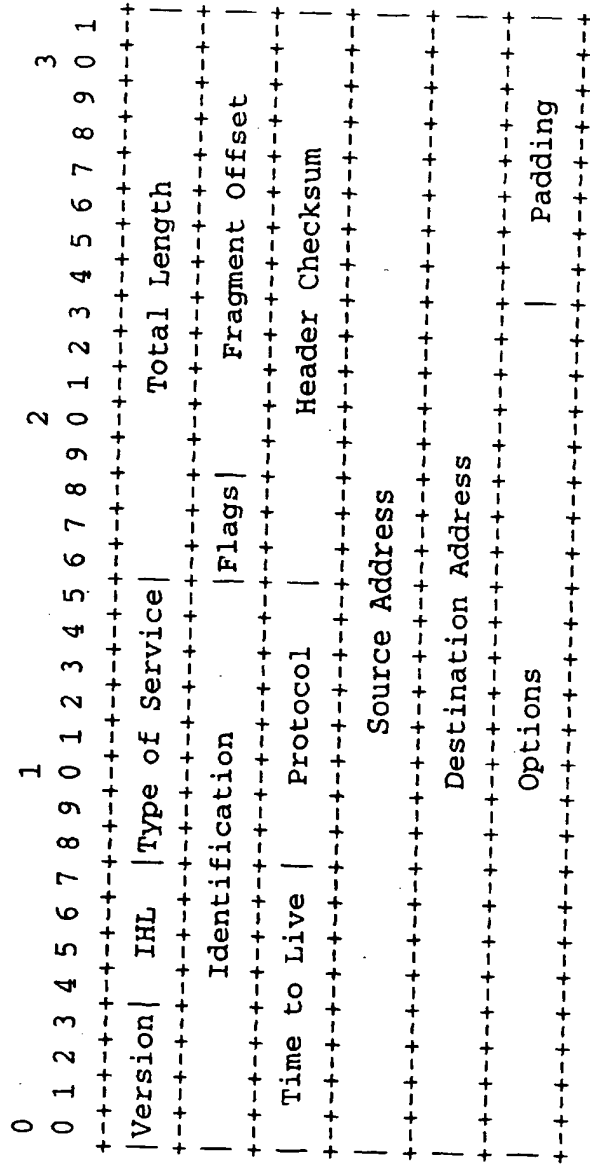 0                   1                   2                   3
 0 1 2 3 4 5 6 7 8 9 0 1 2 3 4 5 6 7 8 9 0 1 2 3 4 5 6 7 8 9 0 1
+-+-+-+-+-+-+-+-+-+-+-+-+-+-+-+-+-+-+-+-+-+-+-+-+-+-+-+-+-+-+-+-+
|Version|  IHL  |Type of Service|          Total Length         |
+-+-+-+-+-+-+-+-+-+-+-+-+-+-+-+-+-+-+-+-+-+-+-+-+-+-+-+-+-+-+-+-+
|         Identification        |Flags|      Fragment Offset    |
+-+-+-+-+-+-+-+-+-+-+-+-+-+-+-+-+-+-+-+-+-+-+-+-+-+-+-+-+-+-+-+-+
|  Time to Live |    Protocol   |         Header Checksum       |
+-+-+-+-+-+-+-+-+-+-+-+-+-+-+-+-+-+-+-+-+-+-+-+-+-+-+-+-+-+-+-+-+
|                       Source Address                          |
+-+-+-+-+-+-+-+-+-+-+-+-+-+-+-+-+-+-+-+-+-+-+-+-+-+-+-+-+-+-+-+-+
|                    Destination Address                        |
+-+-+-+-+-+-+-+-+-+-+-+-+-+-+-+-+-+-+-+-+-+-+-+-+-+-+-+-+-+-+-+-+
|                    Options                    |    Padding    |
+-+-+-+-+-+-+-+-+-+-+-+-+-+-+-+-+-+-+-+-+-+-+-+-+-+-+-+-+-+-+-+-+